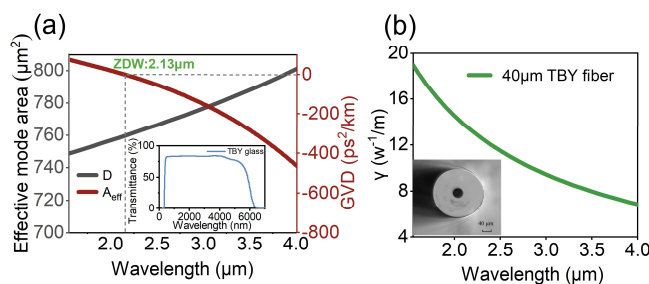 (a)
ZDW:2.13µm
Effective mode area (µm²)
800
780
760
740
720
700
D
A_eff
Transmittance (%)
100
50
0
TBY glass
0 2000 4000 6000
Wavelength (nm)
0
-200
-400
-600
-800
GVD (ps²/km)
2.0 2.5 3.0 3.5 4.0
Wavelength (µm)
(b)
γ (w⁻¹/m)
20
16
12
8
4
40µm TBY fiber
40 µm
2.0 2.5 3.0 3.5 4.0
Wavelength (µm)